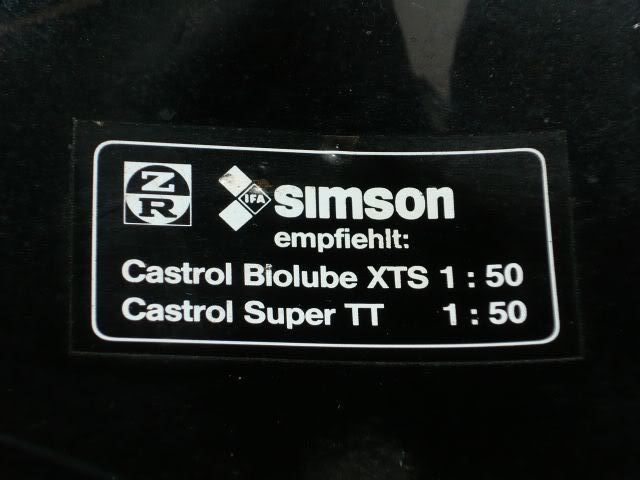 ZR IFA simson
empfiehlt:
Castrol Biolube XTS 1 : 50
Castrol Super TT 1 : 50